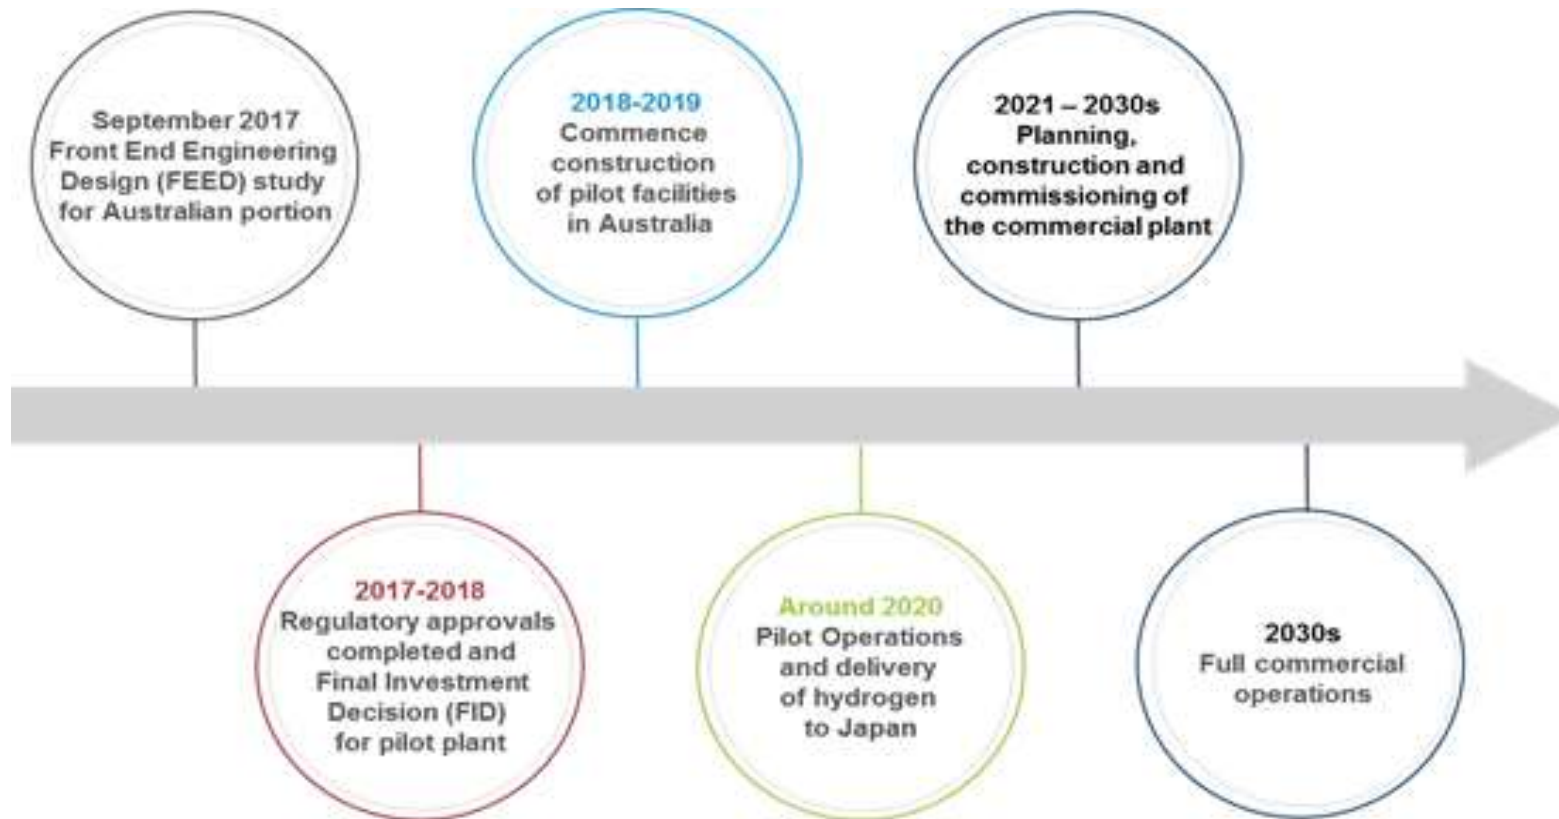 September 2017
Front End Engineering
Design (FEED) study
for Australian portion
2017-2018
Regulatory approvals
completed and
Final Investment
Decision (FID)
for pilot plant
2018-2019
Commence
construction
of pilot facilities
in Australia
Around 2020
Pilot Operations
and delivery
of hydrogen
to Japan
2021 – 2030s
Planning,
construction and
commissioning of
the commercial plant
2030s
Full commercial
operations